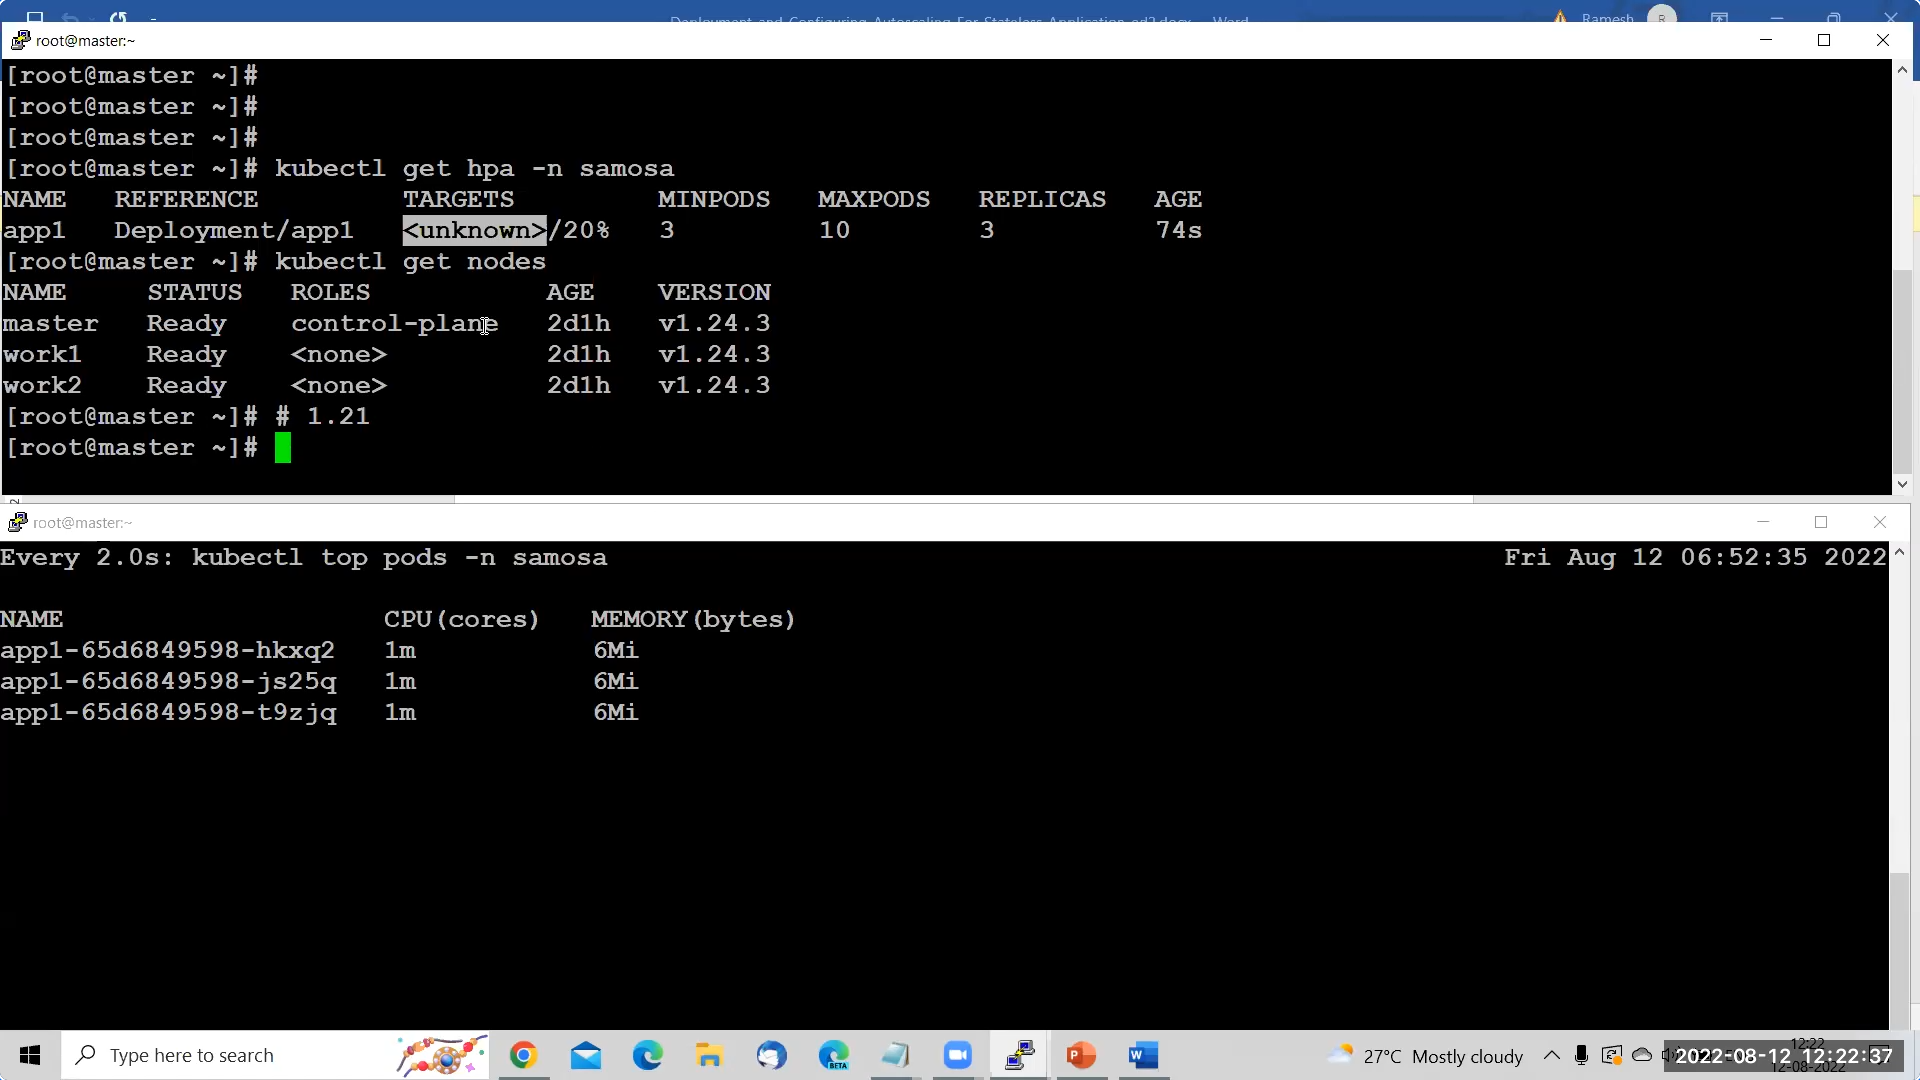 Deployment and Configuring Autoscaling For Stateless Application ed2.docx - Word
Ramesh
R
root@master:~
[root@master ~]#
[root@master ~]#
[root@master ~]#
[root@master ~]# kubectl get hpa -n samosa
NAME REFERENCE TARGETS MINPODS MAXPODS REPLICAS AGE
app1 Deployment/app1 <unknown>/20% 3 10 3 74s
[root@master ~]# kubectl get nodes
NAME STATUS ROLES AGE VERSION
master Ready control-plane 2d1h v1.24.3
work1 Ready <none> 2d1h v1.24.3
work2 Ready <none> 2d1h v1.24.3
[root@master ~]# # 1.21
[root@master ~]#
root@master:~
Every 2.0s: kubectl top pods -n samosa Fri Aug 12 06:52:35 2022
NAME CPU(cores) MEMORY(bytes)
app1-65d6849598-hkxq2 1m 6Mi
app1-65d6849598-js25q 1m 6Mi
app1-65d6849598-t9zjq 1m 6Mi
Type here to search
BETA
27°C Mostly cloudy
12:22
12-08-2022
2022-08-12 12:22:37